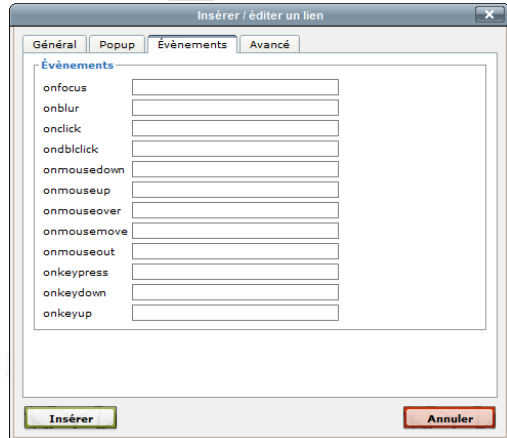 Insérer / éditer un lien
Général Popup Évènements Avancé
Évènements
onfocus
onblur
onclick
ondblclick
onmousedown
onmouseup
onmouseover
onmousemove
onmouseout
onkeypress
onkeydown
onkeyup
Insérer Annuler